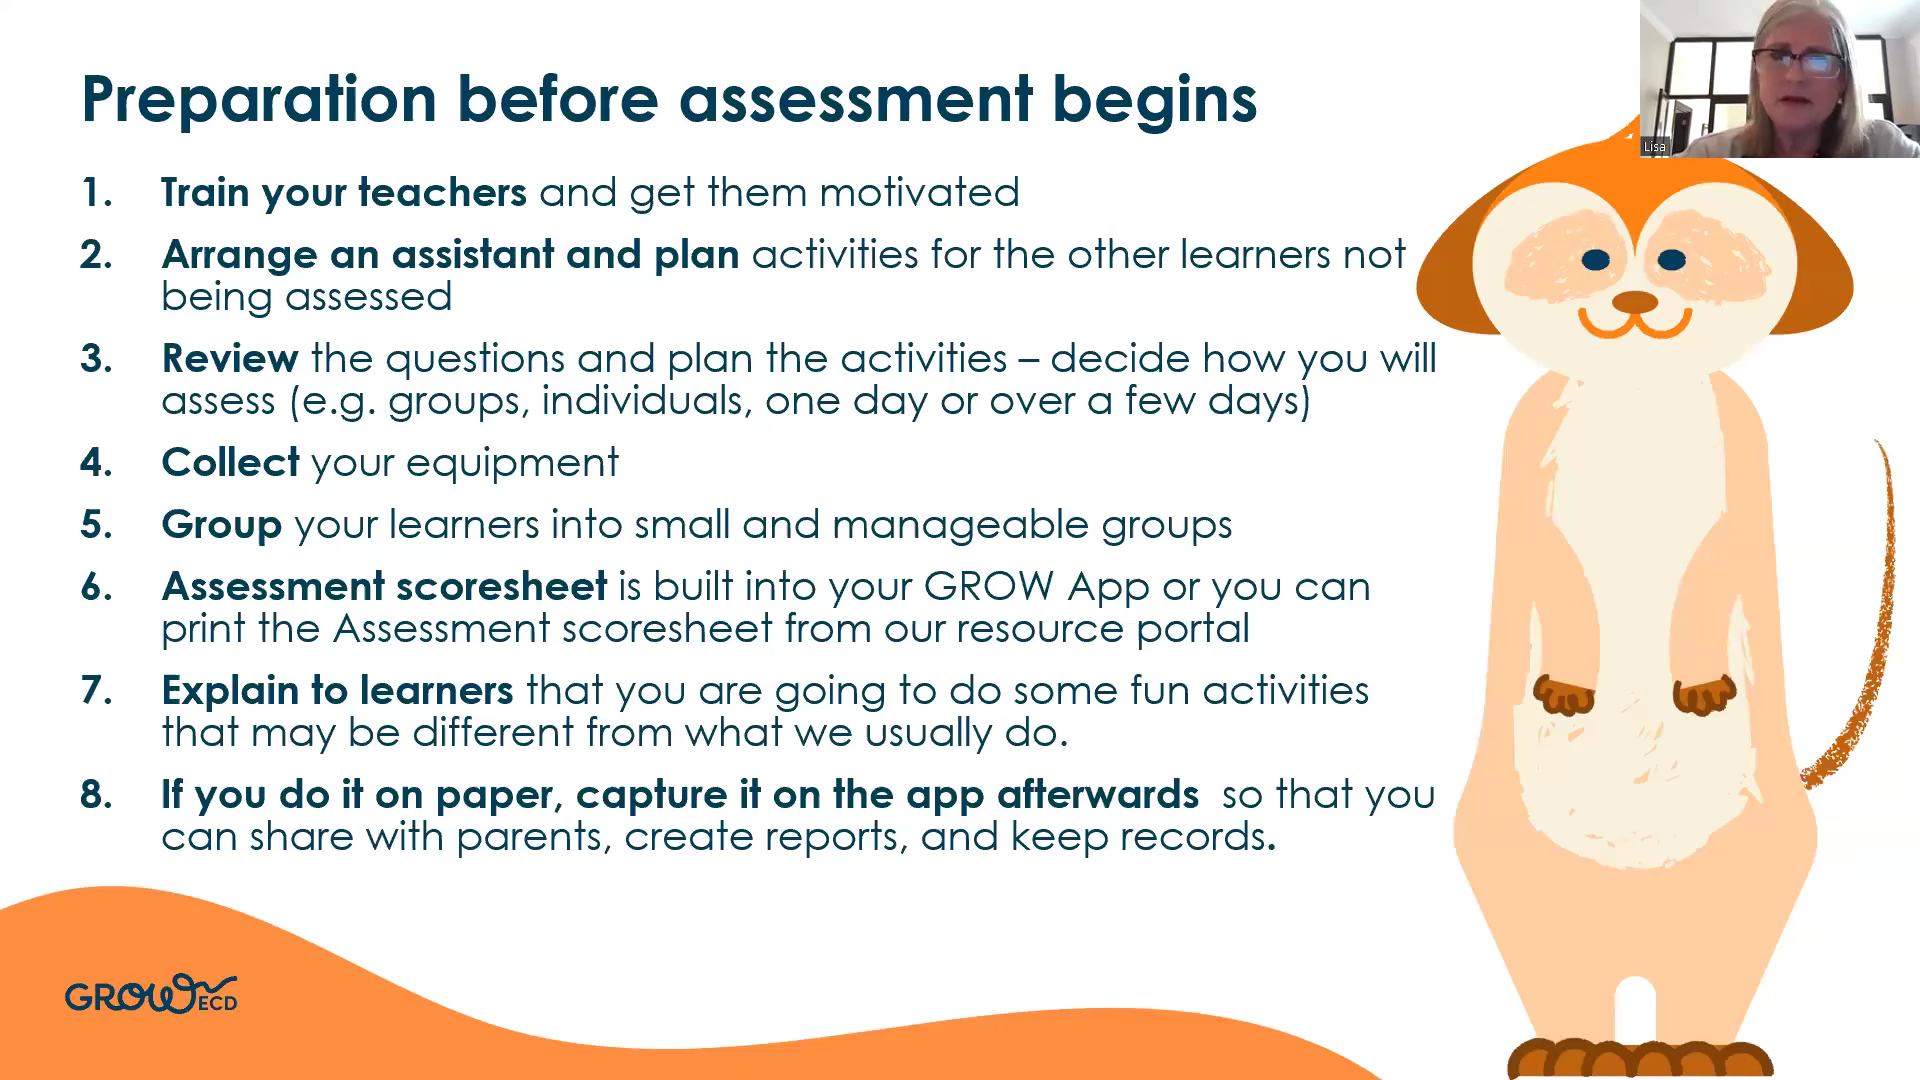 Preparation before assessment begins
Lisa
1. Train your teachers and get them motivated
2. Arrange an assistant and plan activities for the other learners not
being assessed
3. Review the questions and plan the activities – decide how you will
assess (e.g. groups, individuals, one day or over a few days)
4. Collect your equipment
5. Group your learners into small and manageable groups
6. Assessment scoresheet is built into your GROW App or you can
print the Assessment scoresheet from our resource portal
7. Explain to learners that you are going to do some fun activities
that may be different from what we usually do.
8. If you do it on paper, capture it on the app afterwards so that you
can share with parents, create reports, and keep records.
GROW ECD